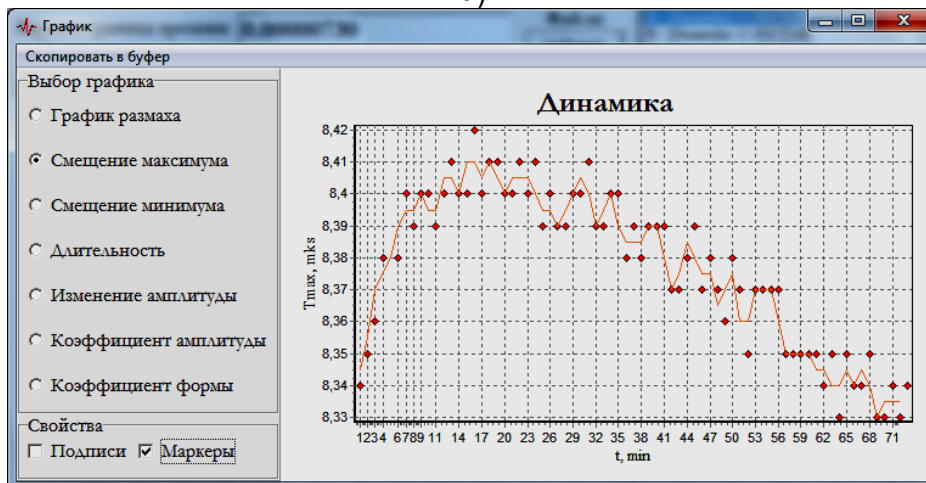 График
Скопировать в буфер
Выбор графика
График размаха
Смещение максимума
Смещение минимума
Длительность
Изменение амплитуды
Коэффициент амплитуды
Коэффициент формы
Свойства
Подписи
Маркеры
Динамика
8,42
8,41
8,4
8,39
8,38
8,37
8,36
8,35
8,34
8,33
Tmax, mks
1234 6789 11 14 17 20 23 26 29 32 35 38 41 44 47 50 53 56 59 62 65 68 71
t, min